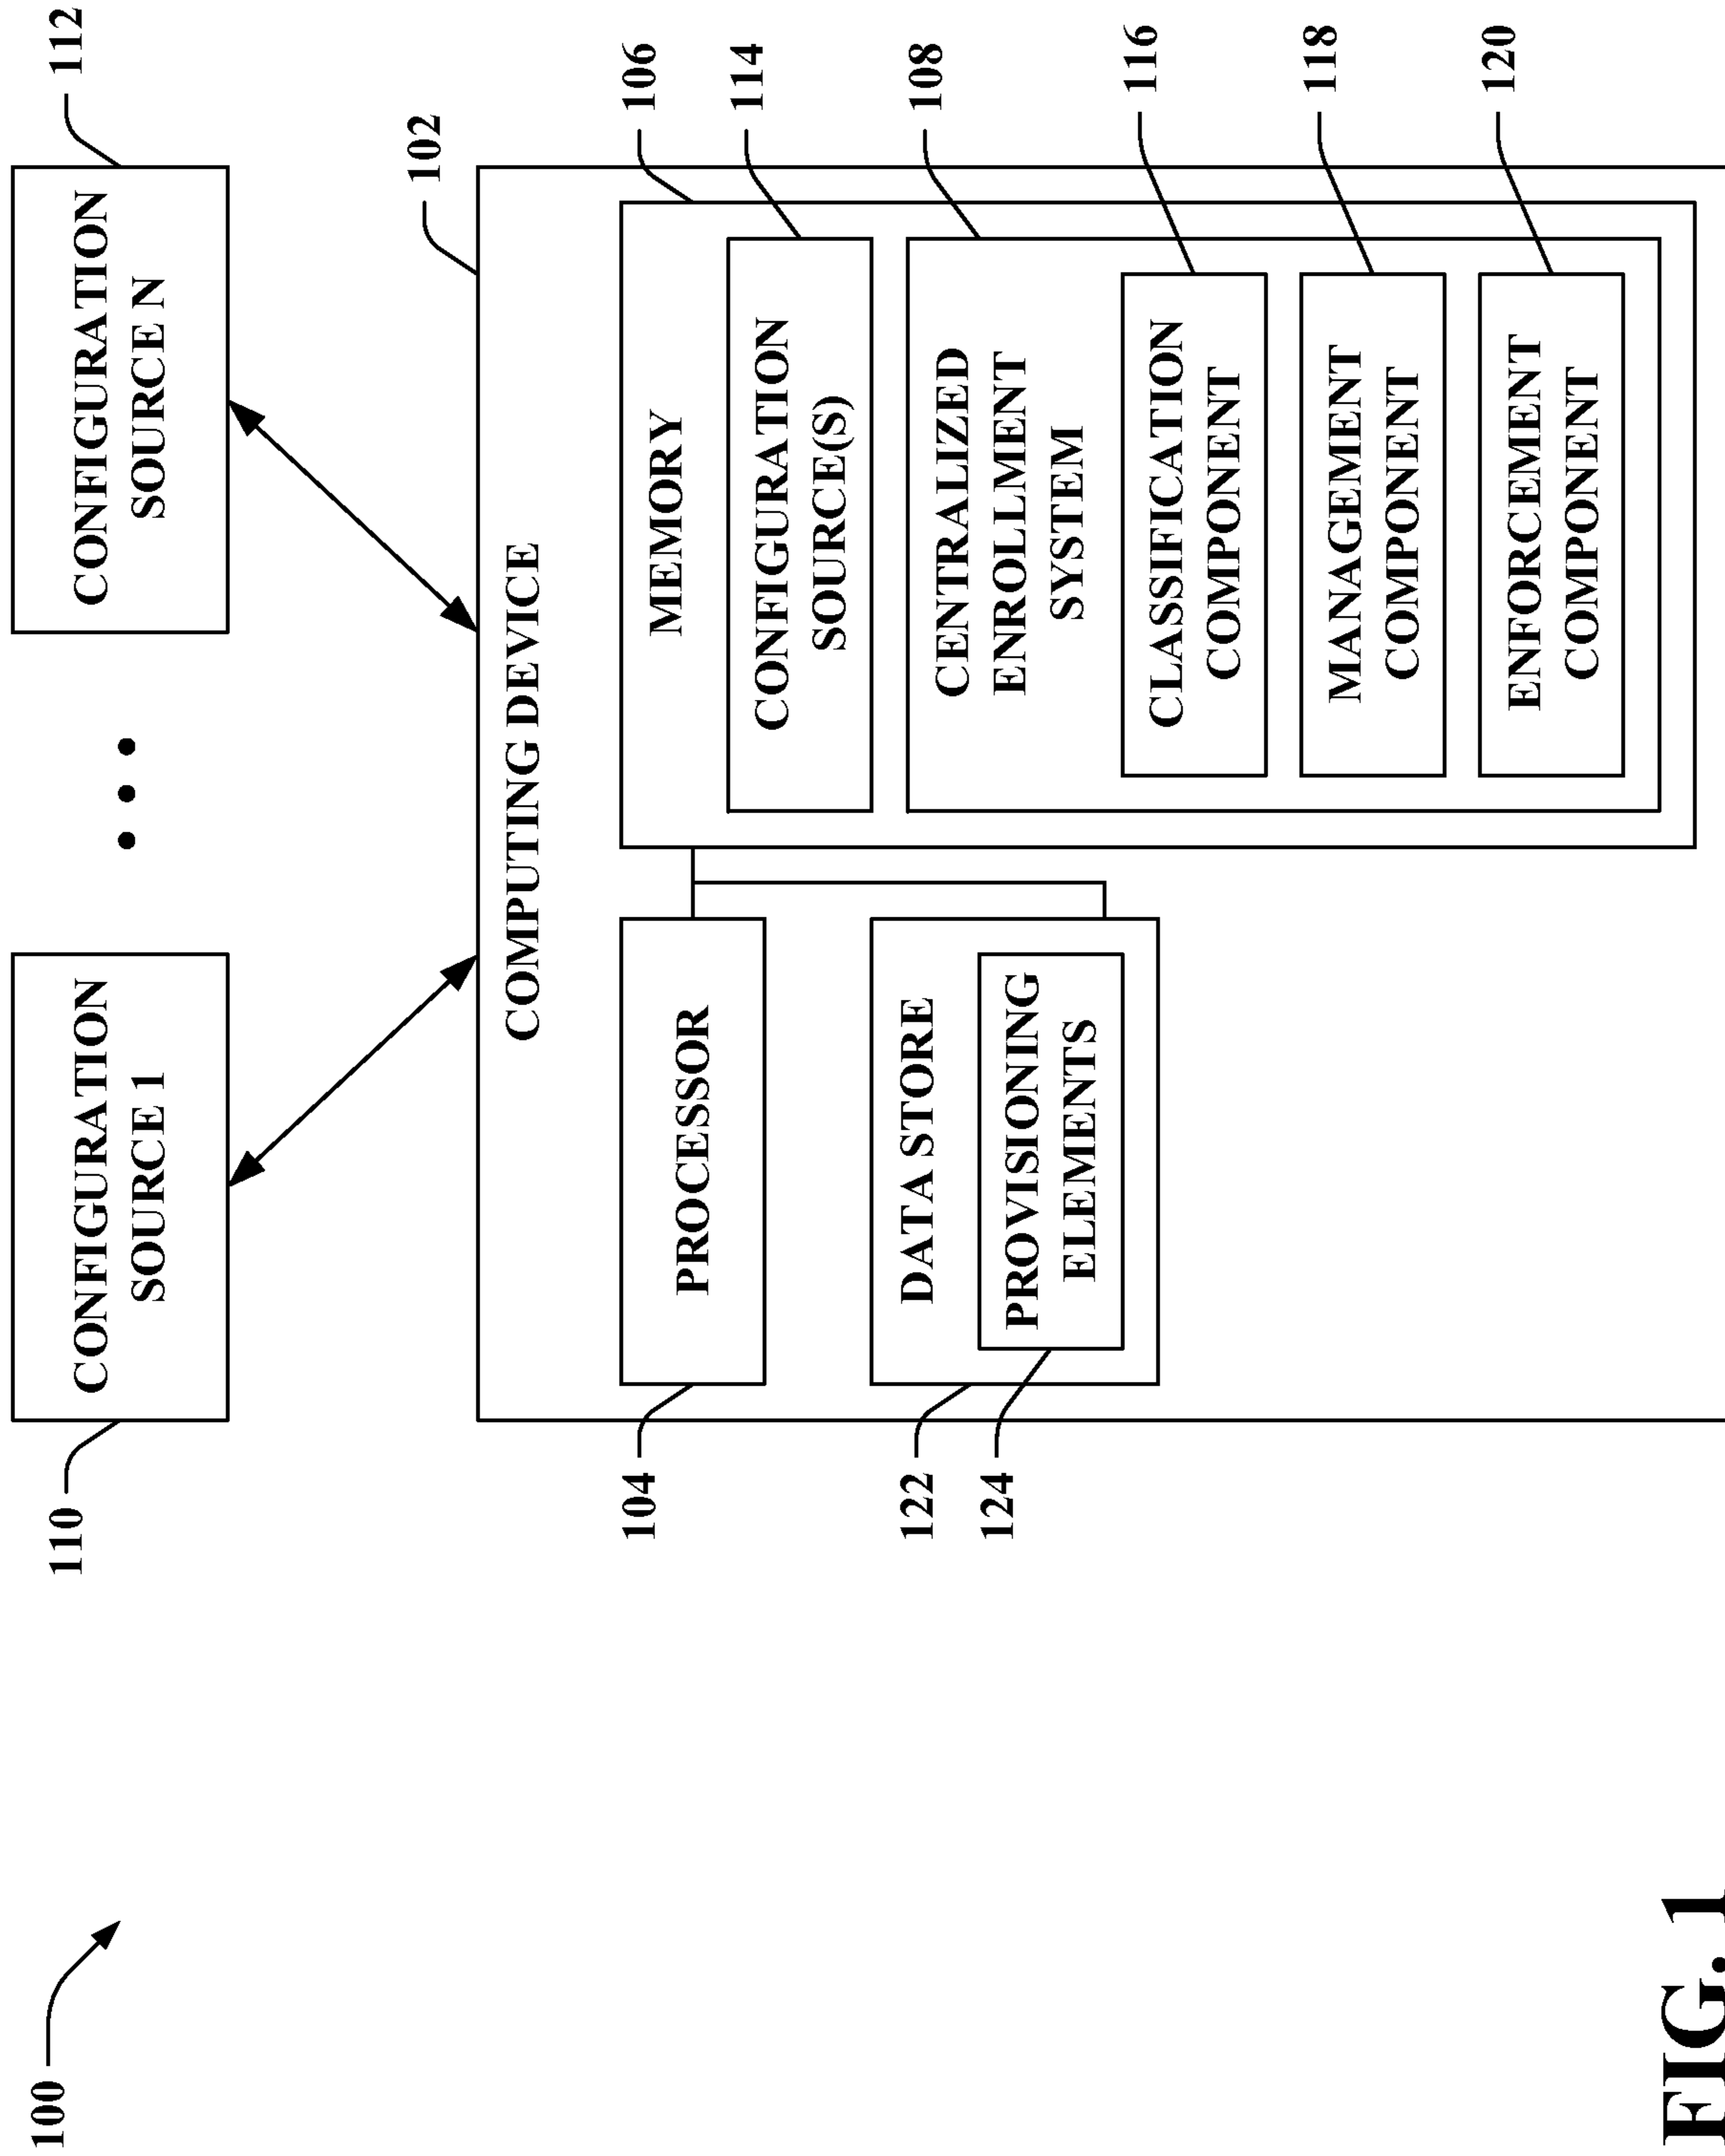 100
110
CONFIGURATION
SOURCE 1
112
CONFIGURATION
SOURCE N
102
COMPUTING DEVICE
104
PROCESSOR
122
DATA STORE
124
PROVISIONING
ELEMENTS
106
MEMORY
114
CONFIGURATION
SOURCE(S)
108
CENTRALIZED
ENROLLMENT
SYSTEM
116
CLASSIFICATION
COMPONENT
118
MANAGEMENT
COMPONENT
120
ENFORCEMENT
COMPONENT
FIG. 1